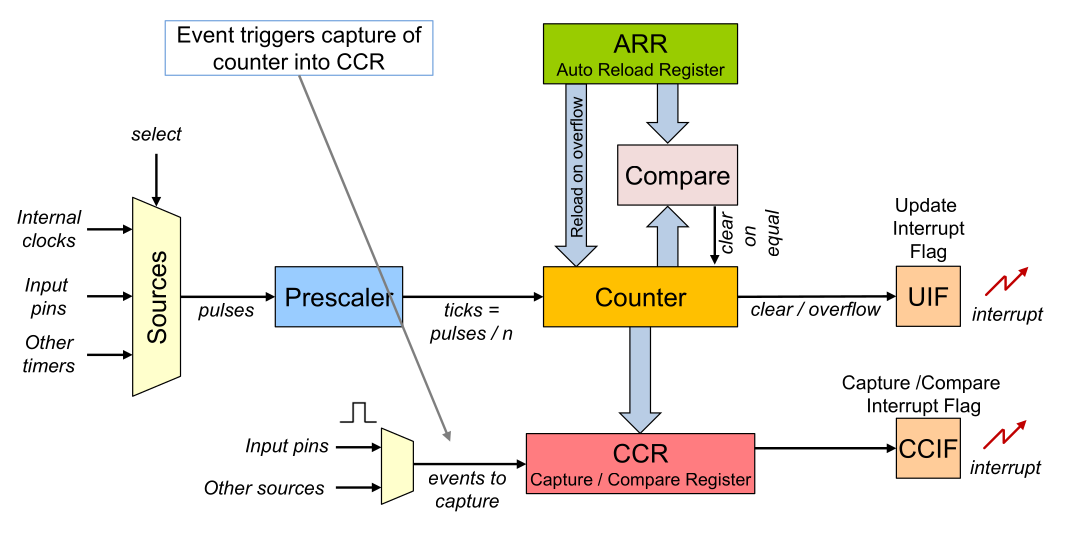 Event triggers capture of
counter into CCR
ARR
Auto Reload Register
select
Reload on overflow
Compare
clear
on
equal
Internal
clocks
Input
pins
Other
timers
Sources
pulses
Prescaler
ticks =
pulses / n
Counter
clear / overflow
Update
Interrupt
Flag
UIF
interrupt
Input pins
Other sources
events to
capture
CCR
Capture / Compare Register
Capture /Compare
Interrupt Flag
CCIF
interrupt